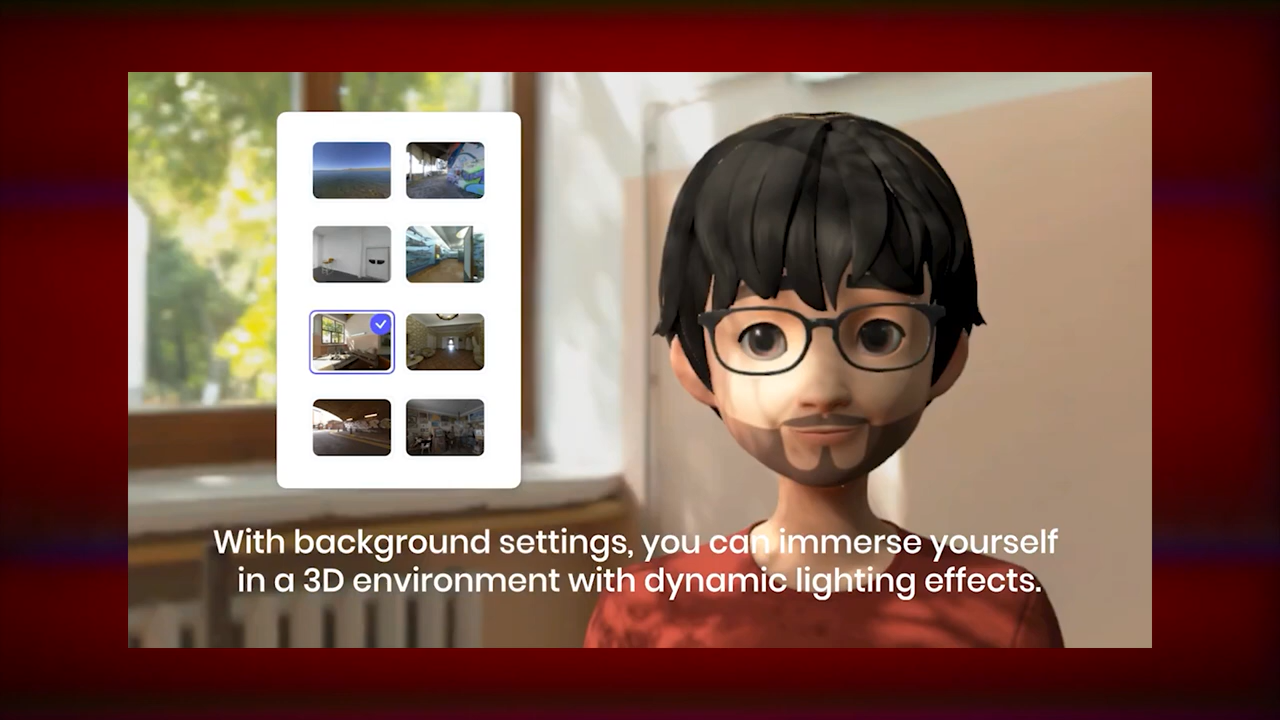 With background settings, you can immerse yourself
in a 3D environment with dynamic lighting effects.